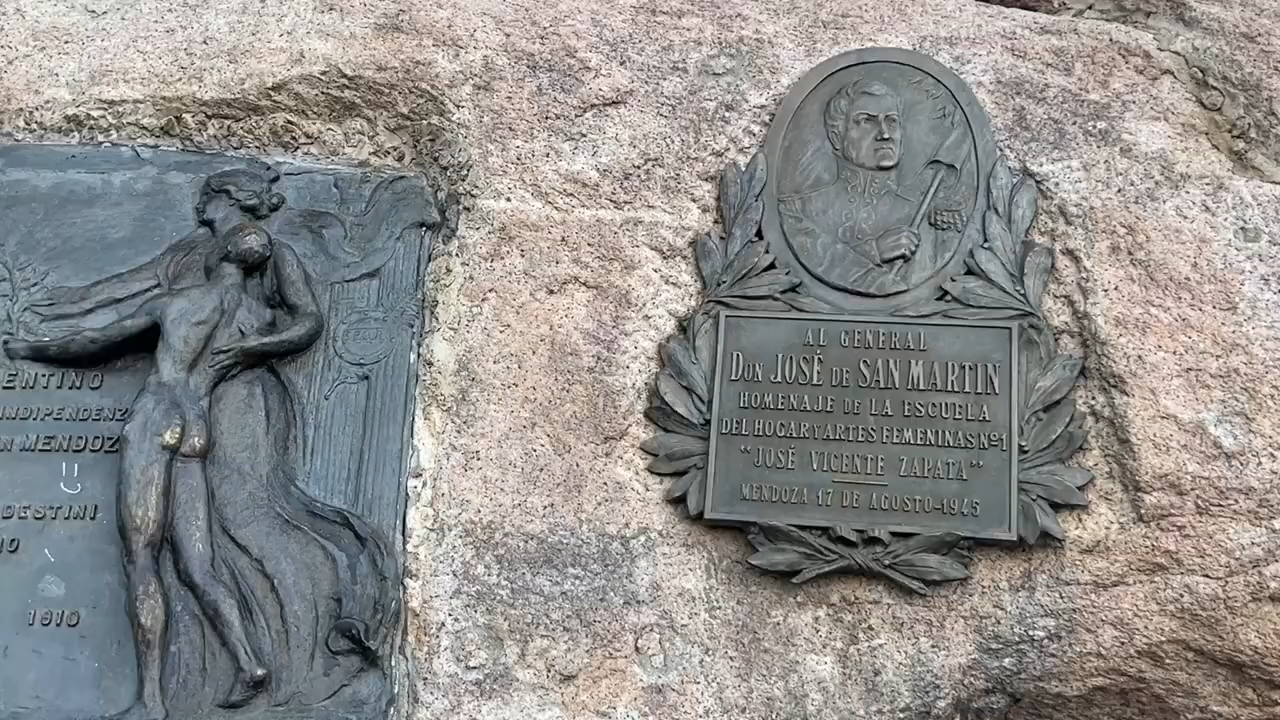 ENTINO
INDIPENDENZ
N MENDOZ
DESTINI
10
1910
AL GENERAL
DON JOSÉ DE SAN MARTIN
HOMENAJE DE LA ESCUELA
DEL HOGAR Y ARTES FEMENINAS Nº1
"JOSÉ VICENTE ZAPATA"
MENDOZA 17 DE AGOSTO-1945